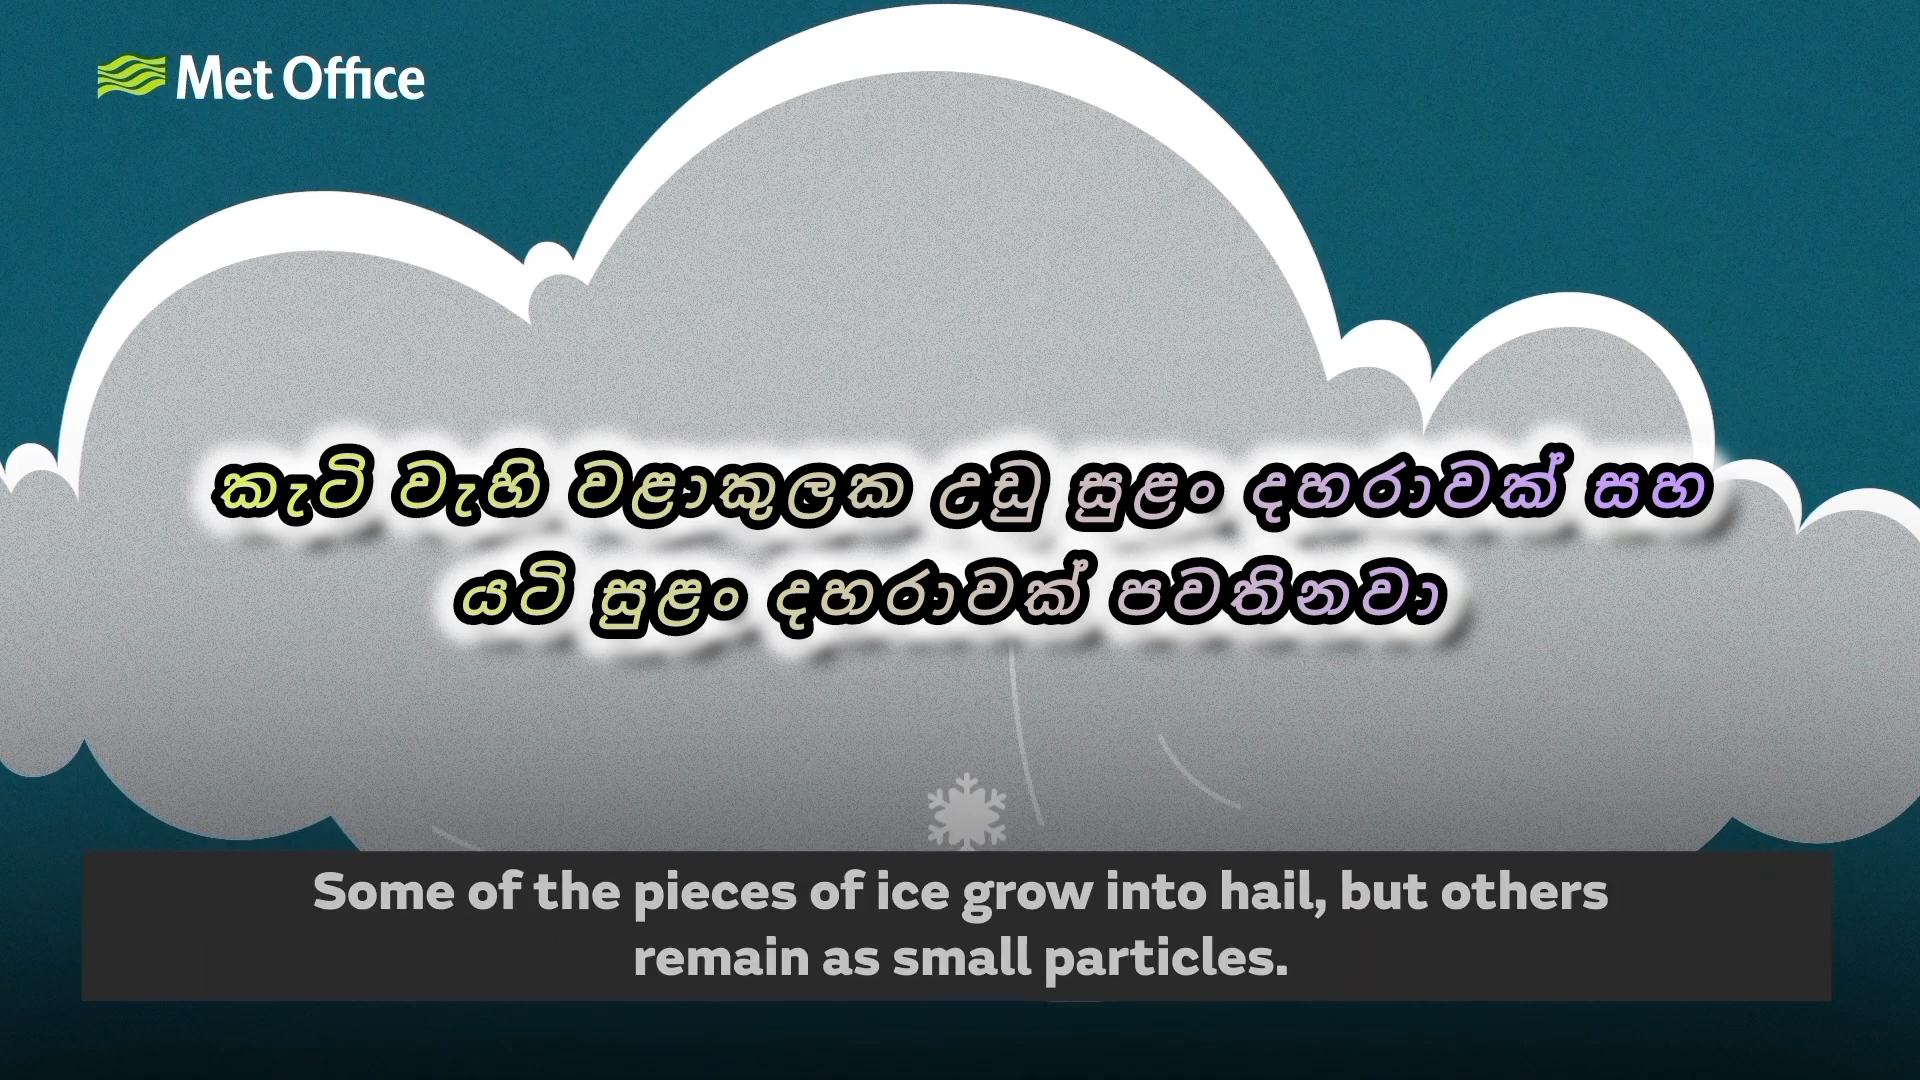 Met Office
කැටි වැහි වළාකුලක උඩු සුළං දහරාවක් සහ
යටි සුළං දහරාවක් පවතිනවා
Some of the pieces of ice grow into hail, but others
remain as small particles.